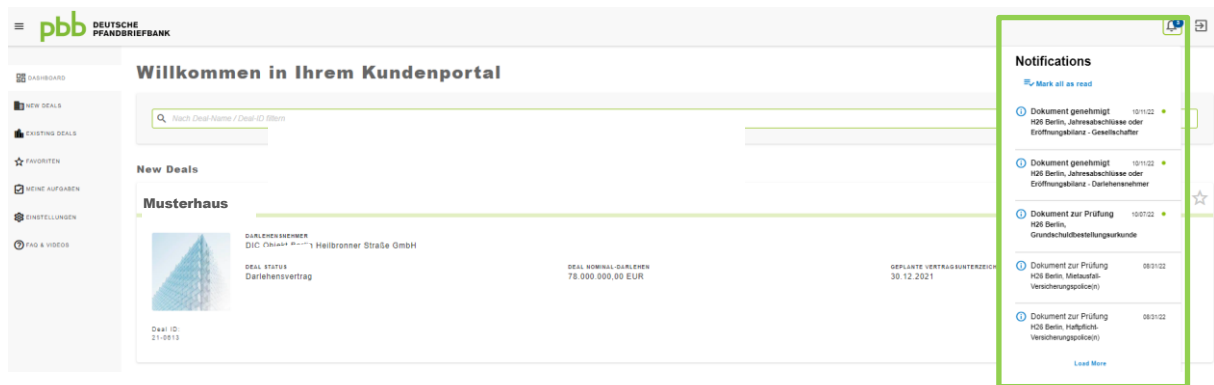 pbb DEUTSCHE
PFANDBRIEFBANK
DASHBOARD
NEW DEALS
EXISTING DEALS
FAVORITEN
MEINE AUFGABEN
EINSTELLUNGEN
FAQ & VIDEOS
Willkommen in Ihrem Kundenportal
Nach Deal-Name / Deal-ID filtern
New Deals
Musterhaus
DARLEHENSNEHMER
DIC Heilbronner Straße GmbH
DEAL STATUS
Darlehensvertrag
DEAL NOMINAL-DARLEHEN
78.000.000,00 EUR
GEPLANTE VERTRAGSUNTERZEICH
30.12.2021
Deal ID:
21-0613
Notifications
Mark all as read
Dokument genehmigt 10/11/22
H26 Berlin, Jahresabschlüsse oder
Eröffnungsbilanz - Gesellschafter
Dokument genehmigt 10/11/22
H26 Berlin, Jahresabschlüsse oder
Eröffnungsbilanz - Darlehensnehmer
Dokument zur Prüfung 10/07/22
H26 Berlin,
Grundschuldbestellungsurkunde
Dokument zur Prüfung 08/31/22
H26 Berlin, Mietausfall-
Versicherungspolice(n)
Dokument zur Prüfung 08/31/22
H26 Berlin, Haftpflicht-
Versicherungspolice(n)
Load More